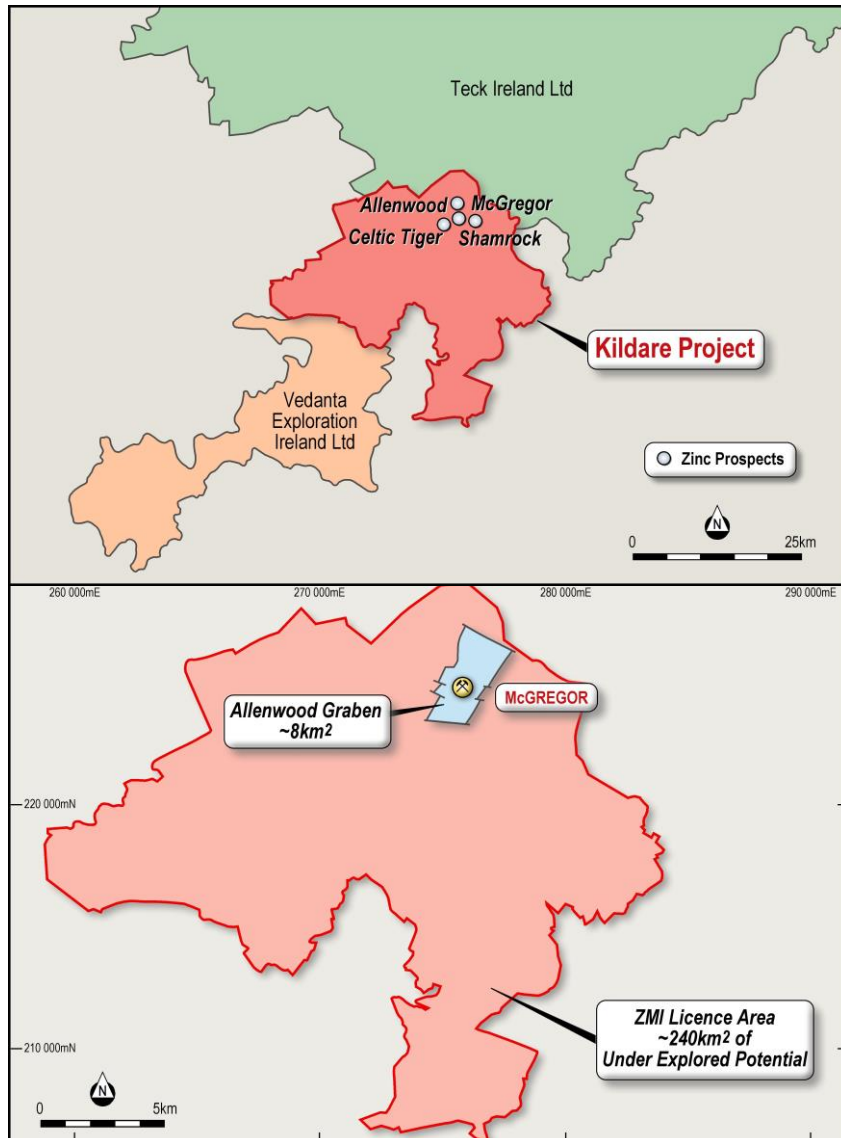 Teck Ireland Ltd
Allenwood
McGregor
Celtic Tiger
Shamrock
Kildare Project
Vedanta
Exploration
Ireland Ltd
Zinc Prospects
N
0
25km
260 000mE
270 000mE
280 000mE
290 000mE
Allenwood Graben
~8km²
McGREGOR
220 000mN
ZMI Licence Area
~240km² of
Under Explored Potential
210 000mN
N
0
5km